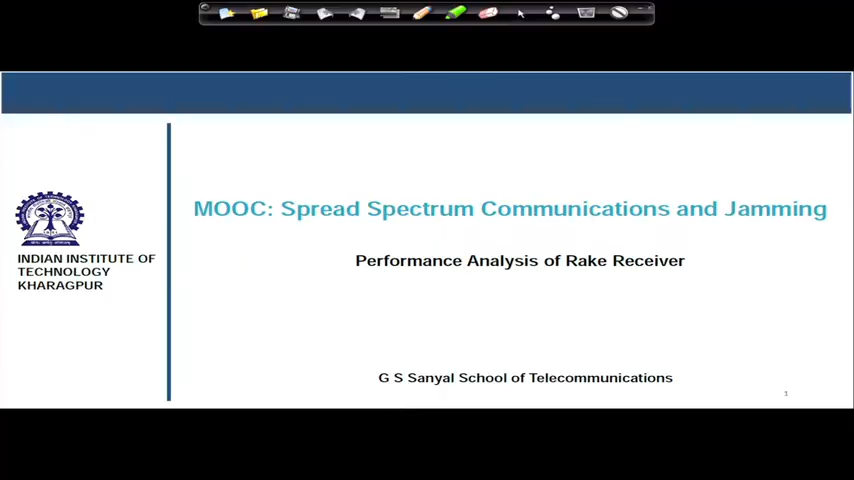 MOOC: Spread Spectrum Communications and Jamming
INDIAN INSTITUTE OF
TECHNOLOGY
KHARAGPUR
Performance Analysis of Rake Receiver
G S Sanyal School of Telecommunications
1